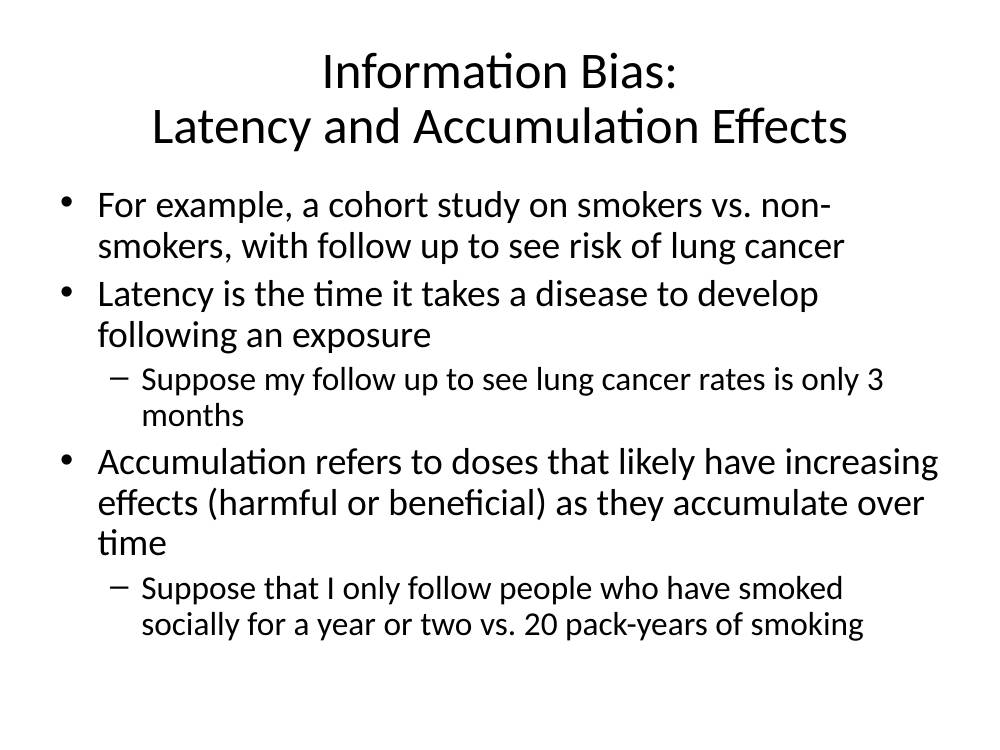 Information Bias:
Latency and Accumulation Effects
• For example, a cohort study on smokers vs. non-
smokers, with follow up to see risk of lung cancer
• Latency is the time it takes a disease to develop
following an exposure
– Suppose my follow up to see lung cancer rates is only 3
months
• Accumulation refers to doses that likely have increasing
effects (harmful or beneficial) as they accumulate over
time
– Suppose that I only follow people who have smoked
socially for a year or two vs. 20 pack-years of smoking